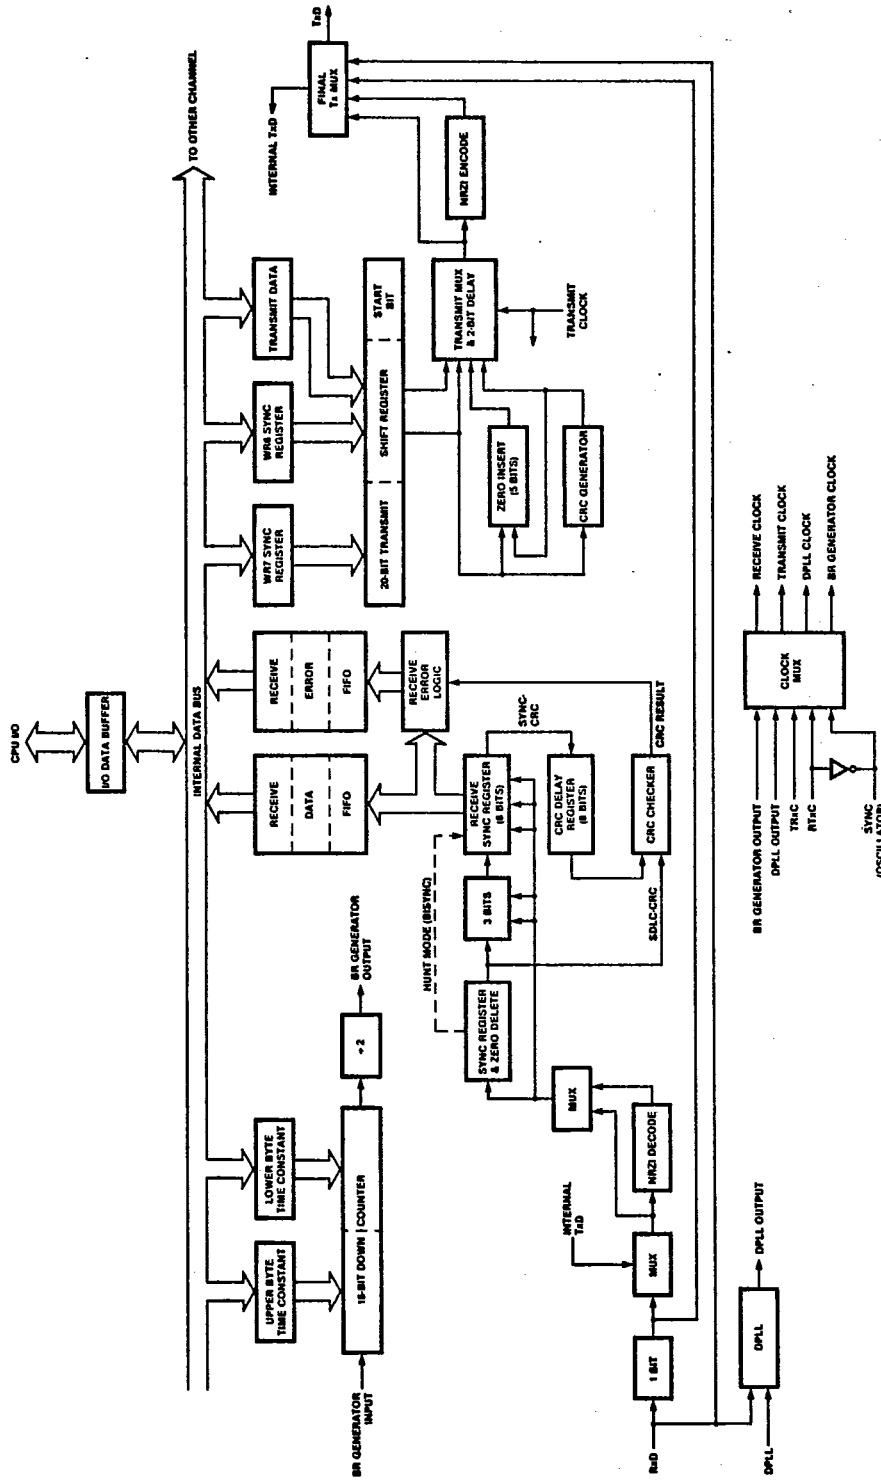 CPU I/O
I/O DATA BUFFER
INTERNAL DATA BUS
TO OTHER CHANNEL
UPPER BYTE
TIME CONSTANT
LOWER BYTE
TIME CONSTANT
BR GENERATOR
INPUT
16-BIT DOWN COUNTER
÷2
BR GENERATOR
OUTPUT
RECEIVE
DATA
FIFO
RECEIVE
ERROR
FIFO
WR7 SYNC
REGISTER
WR6 SYNC
REGISTER
TRANSMIT DATA
20-BIT TRANSMIT
SHIFT REGISTER
START
BIT
RECEIVE
ERROR
LOGIC
HUNT MODE (BISYNC)
SYNC REGISTER
& ZERO DELETE
3 BITS
RECEIVE
SYNC REGISTER
(8 BITS)
SYNC-
CRC
CRC DELAY
REGISTER
(8 BITS)
CRC CHECKER
CRC RESULT
SDLC-CRC
ZERO INSERT
(5 BITS)
CRC GENERATOR
TRANSMIT MUX
& 2-BIT DELAY
TRANSMIT
CLOCK
NRZI ENCODE
INTERNAL TxD
FINAL
Tx MUX
TxD
RxD
1 BIT
INTERNAL
TxD
MUX
NRZI DECODE
MUX
DPLL
DPLL
DPLL OUTPUT
BR GENERATOR OUTPUT
DPLL OUTPUT
TRxC
RTxC
SYNC
(OSCILLATOR)
CLOCK
MUX
RECEIVE CLOCK
TRANSMIT CLOCK
DPLL CLOCK
BR GENERATOR CLOCK